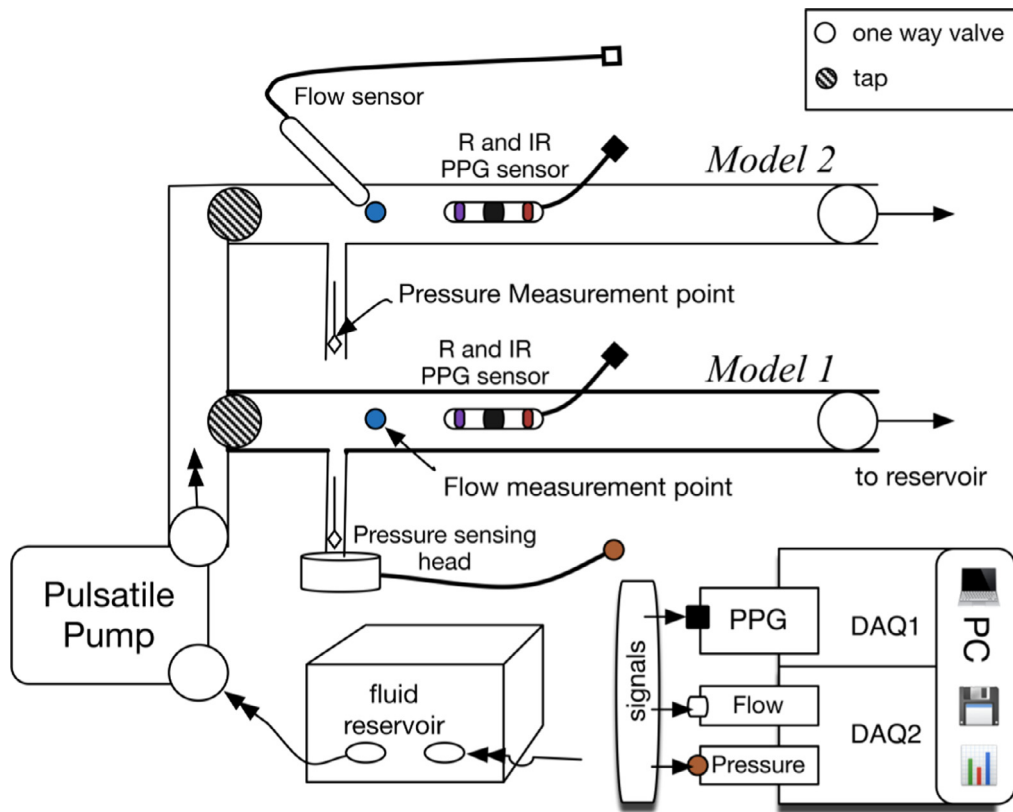 one way valve
tap
Flow sensor
R and IR
PPG sensor
Model 2
Pressure Measurement point
R and IR
PPG sensor
Model 1
to reservoir
Flow measurement point
Pressure sensing
head
Pulsatile
Pump
fluid
reservoir
signals
PPG
Flow
Pressure
DAQ1
DAQ2
PC